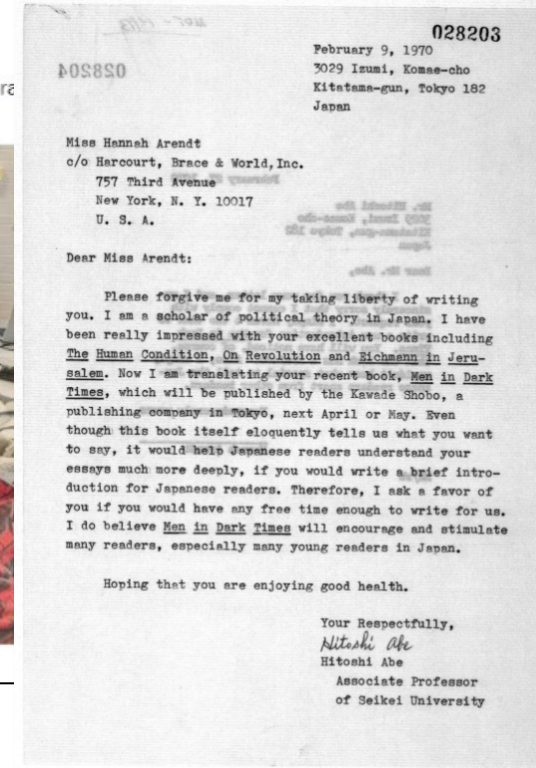 028203
February 9, 1970
3029 Izumi, Komae-cho
Kitatama-gun, Tokyo 182
Japan
028204
Miss Hannah Arendt
c/o Harcourt, Brace & World,Inc.
757 Third Avenue
New York, N. Y. 10017
U. S. A.
Dear Miss Arendt:
Please forgive me for my taking liberty of writing
you. I am a scholar of political theory in Japan. I have
been really impressed with your excellent books including
The Human Condition, On Revolution and Eichmann in Jeru-
salem. Now I am translating your recent book, Men in Dark
Times, which will be published by the Kawade Shobo, a
publishing company in Tokyo, next April or May. Even
though this book itself eloquently tells us what you want
to say, it would help Japanese readers understand your
essays much more deeply, if you would write a brief intro-
duction for Japanese readers. Therefore, I ask a favor of
you if you would have any free time enough to write for us.
I do believe Men in Dark Times will encourage and stimulate
many readers, especially many young readers in Japan.
Hoping that you are enjoying good health.
Your Respectfully,
Hitoshi Abe
Hitoshi Abe
Associate Professor
of Seikei University